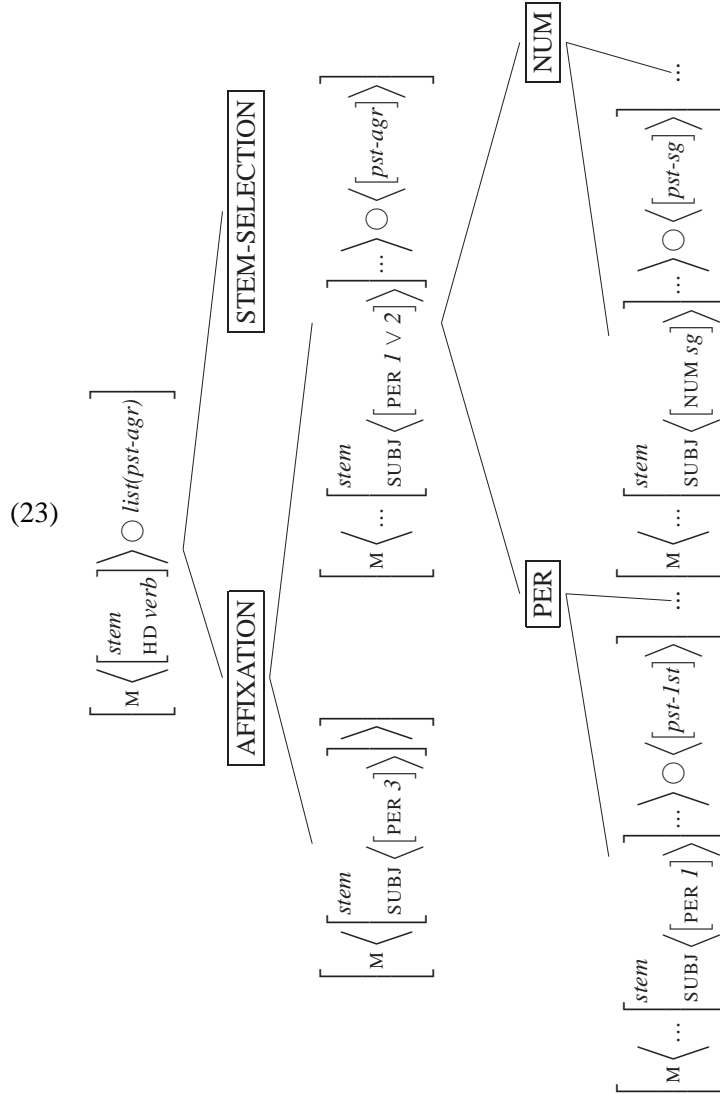 (23)
[M ⟨[stem HD verb]⟩ ○ list(pst-agr)]
AFFIXATION STEM-SELECTION
[M ⟨[stem SUBJ ⟨[PER 3]⟩]⟩]
[M ⟨... [stem SUBJ ⟨[PER 1 ∨ 2]⟩] ...⟩ ○ ⟨[pst-agr]⟩]
PER NUM
[M ⟨... [stem SUBJ ⟨[PER 1]⟩] ...⟩ ○ ⟨[pst-1st]⟩]
...
[M ⟨... [stem SUBJ ⟨[NUM sg]⟩] ...⟩ ○ ⟨[pst-sg]⟩]
...